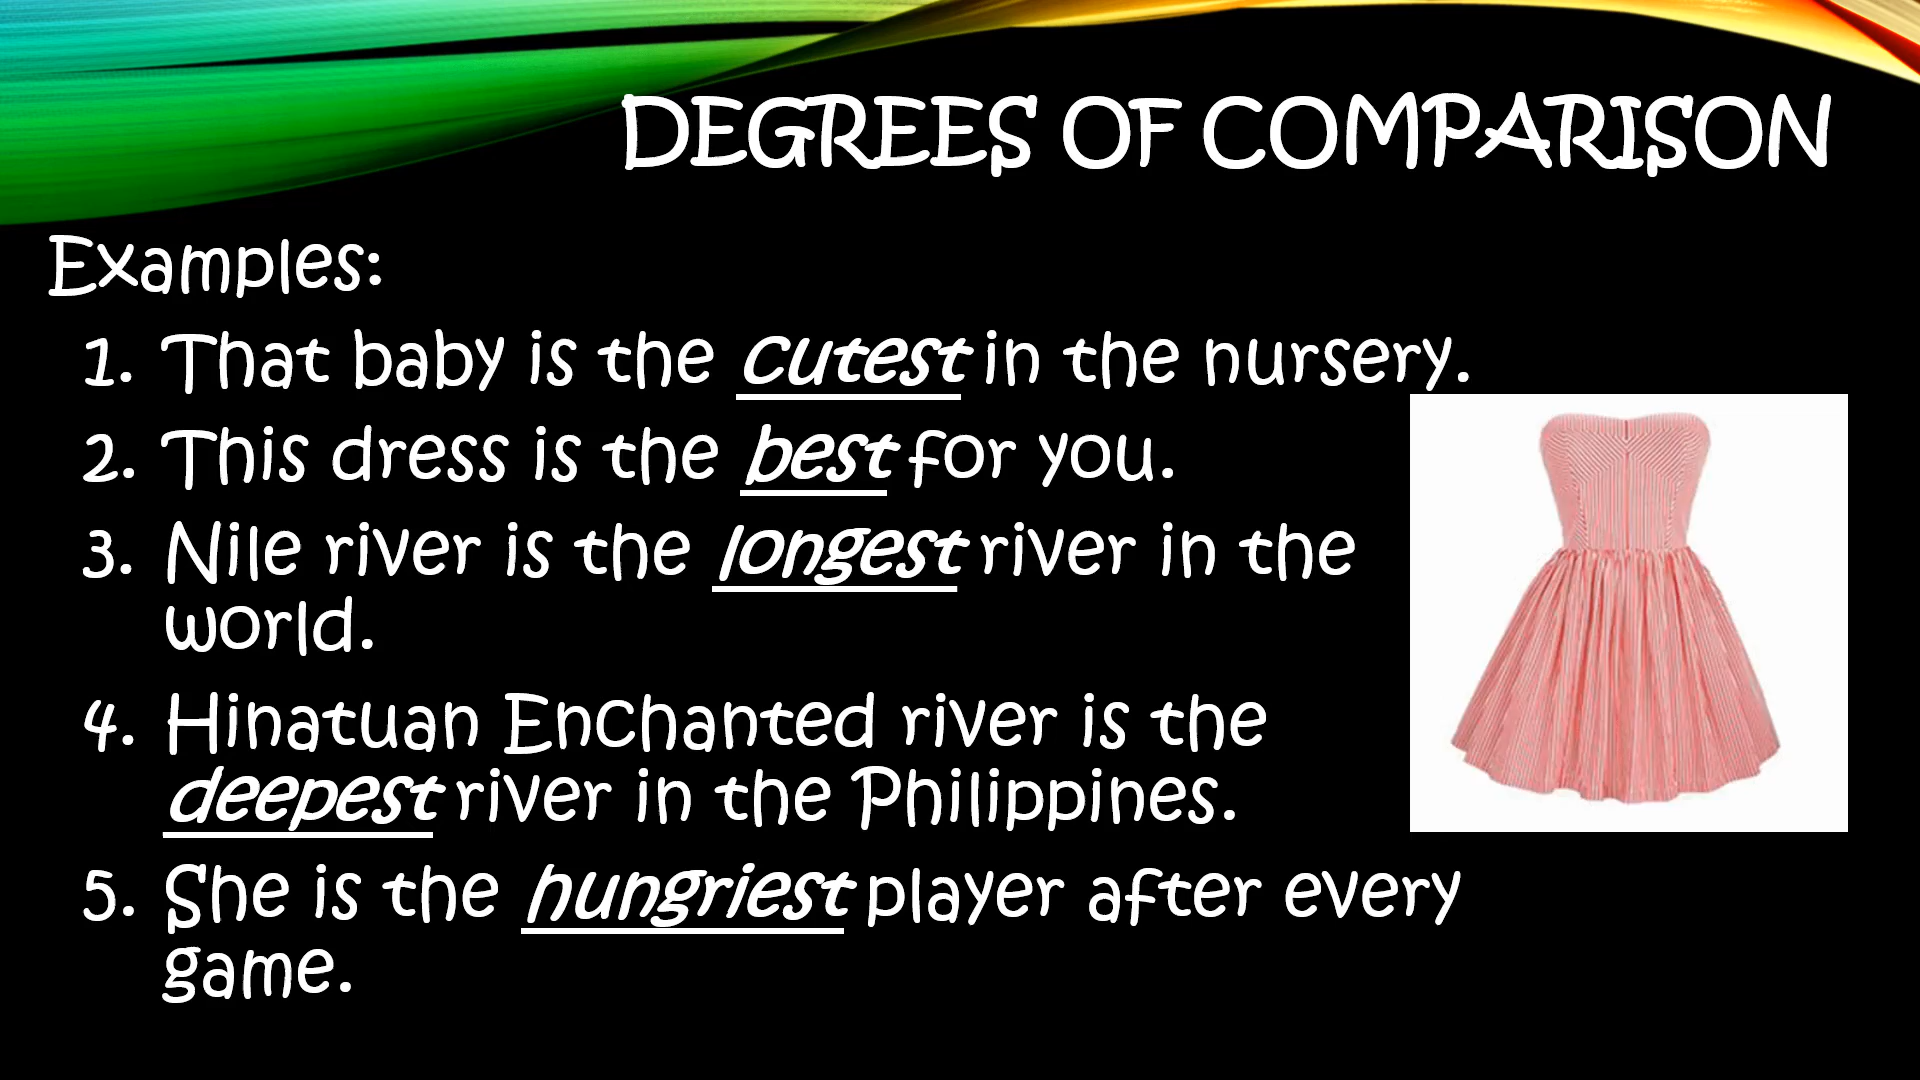 DEGREES OF COMPARISON
Examples:
1. That baby is the cutest in the nursery.
2. This dress is the best for you.
3. Nile river is the longest river in the
world.
4. Hinatuan Enchanted river is the
deepest river in the Philippines.
5. She is the hungriest player after every
game.